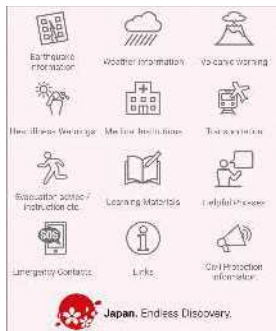 Earthquake
information
Weather information
Volcanic warning
Heat illness Warnings
Medical Institutions
Transportation
Evacuation advice /
instruction etc.
Learning Materials
Helpful Phrases
SOS
Emergency Contacts
Links
Civil Protection
information
Japan. Endless Discovery.